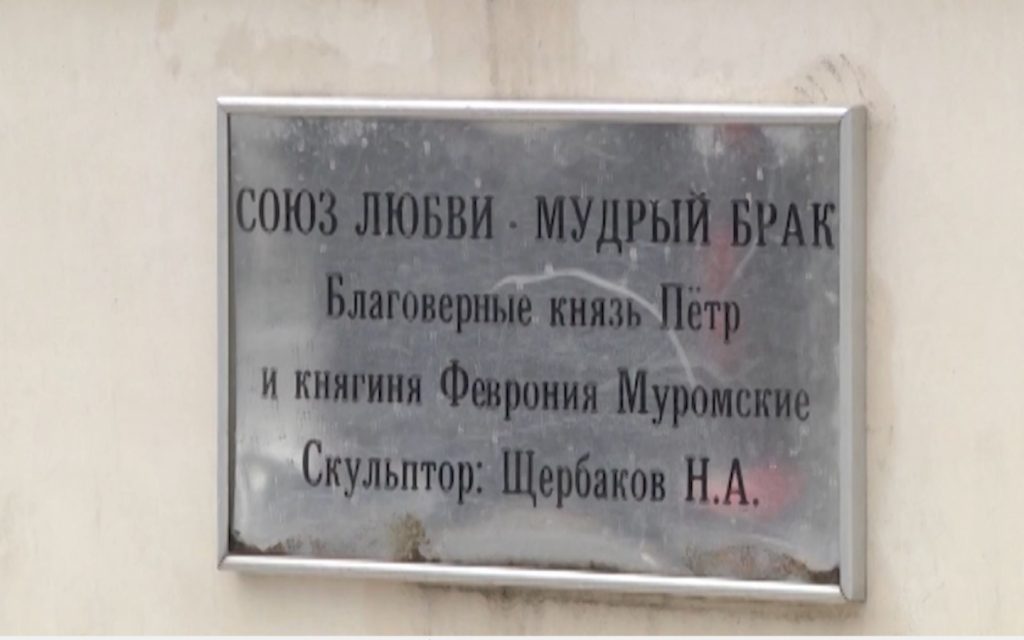 СОЮЗ ЛЮБВИ - МУДРЫЙ БРАК
Благоверные князь Пётр
и княгиня Феврония Муромские
Скульптор: Щербаков Н.А.